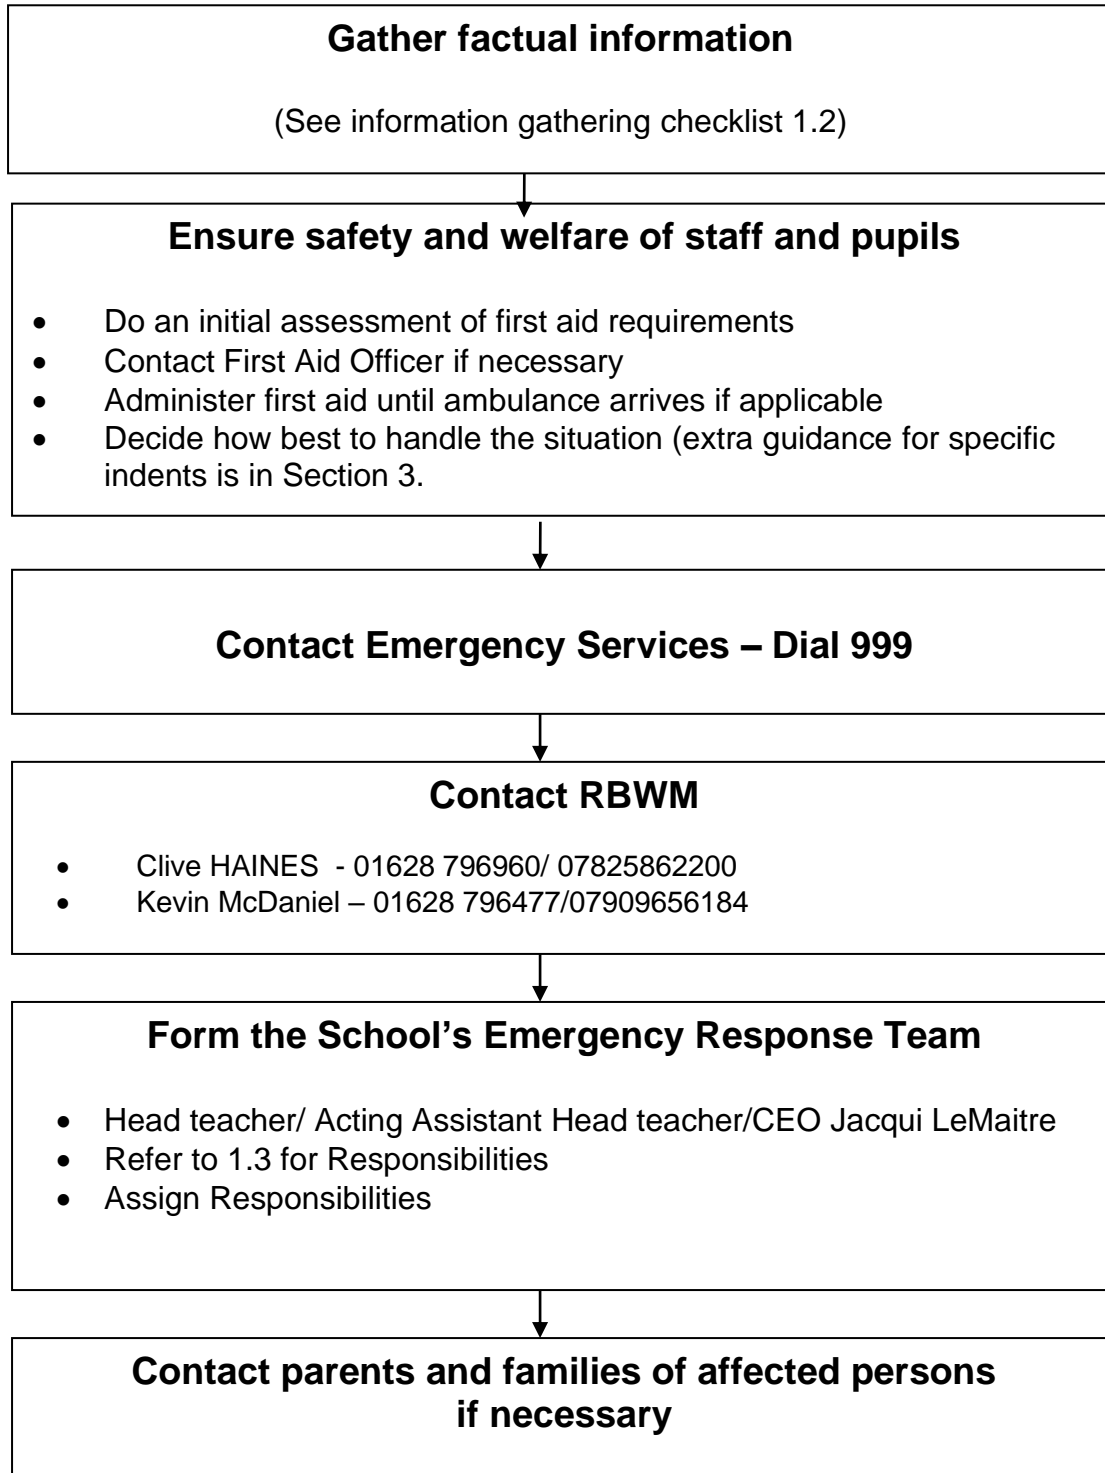 Gather factual information
(See information gathering checklist 1.2)
Ensure safety and welfare of staff and pupils
• Do an initial assessment of first aid requirements
• Contact First Aid Officer if necessary
• Administer first aid until ambulance arrives if applicable
• Decide how best to handle the situation (extra guidance for specific
indents is in Section 3.
Contact Emergency Services – Dial 999
Contact RBWM
• Clive HAINES - 01628 796960/ 07825862200
• Kevin McDaniel – 01628 796477/07909656184
Form the School’s Emergency Response Team
• Head teacher/ Acting Assistant Head teacher/CEO Jacqui LeMaitre
• Refer to 1.3 for Responsibilities
• Assign Responsibilities
Contact parents and families of affected persons
if necessary